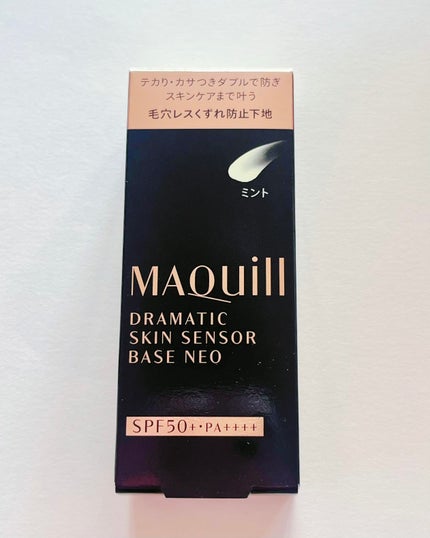 テカり・カサつきダブルで防ぎ
スキンケアまで叶う
毛穴レスくずれ防止下地
ミント
MAQuill
DRAMATIC
SKIN SENSOR
BASE NEO
SPF50+・PA++++